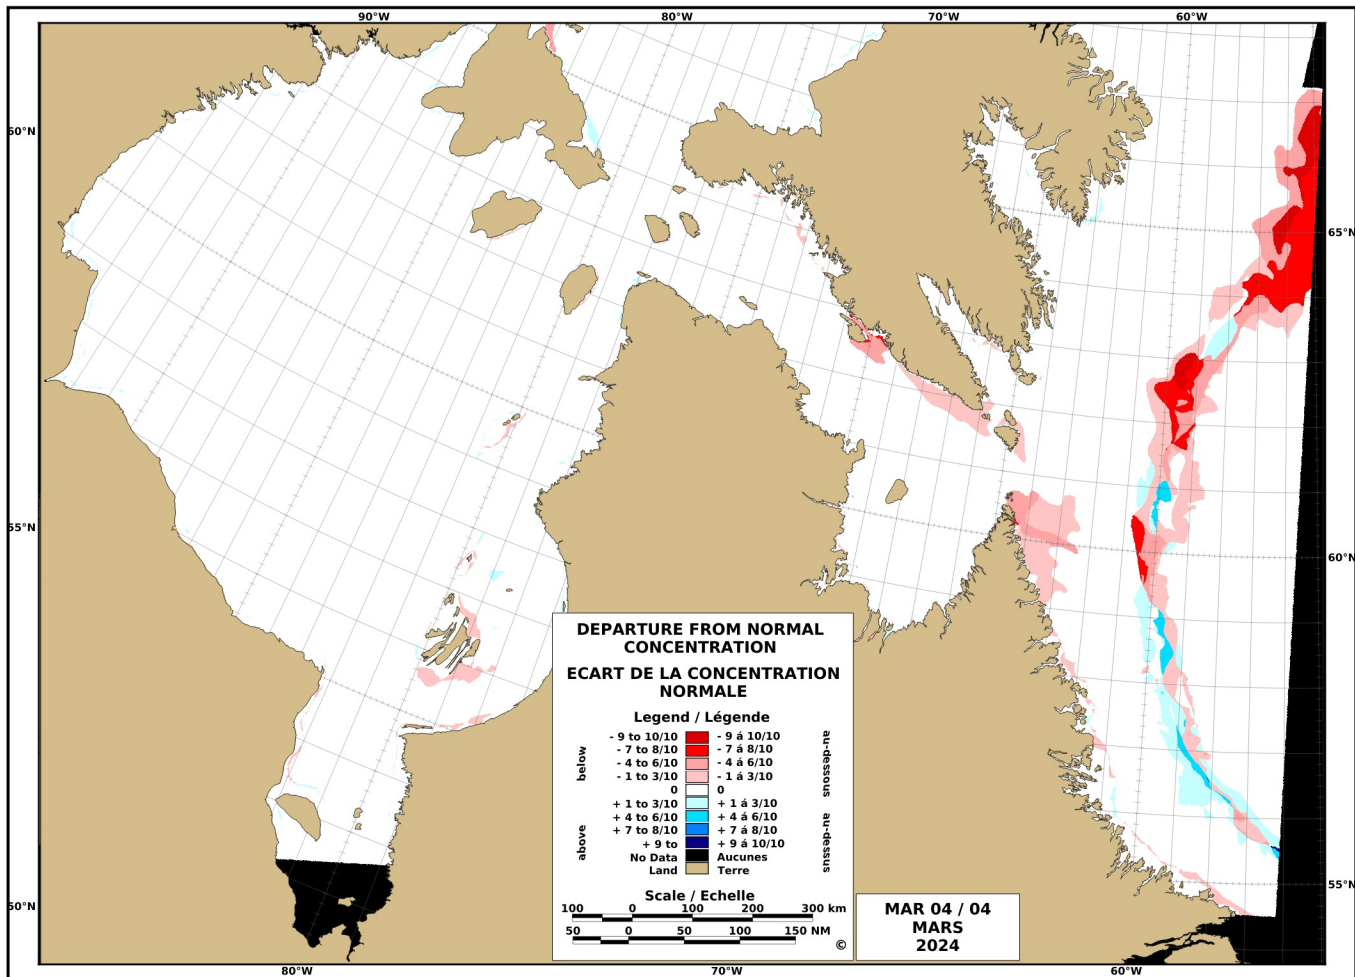 90°W 80°W 70°W 60°W
60°N
65°N
55°N
60°N
DEPARTURE FROM NORMAL
CONCENTRATION
ECART DE LA CONCENTRATION
NORMALE
Legend / Légende
below
above
- 9 to 10/10 - 9 á 10/10
- 7 to 8/10 - 7 á 8/10
- 4 to 6/10 - 4 á 6/10
- 1 to 3/10 - 1 á 3/10
0 0
+ 1 to 3/10 + 1 á 3/10
+ 4 to 6/10 + 4 á 6/10
+ 7 to 8/10 + 7 á 8/10
+ 9 to + 9 á 10/10
No Data Aucunes
Land Terre
au-dessous
au-dessus
Scale / Echelle
100 0 100 200 300 km
50 0 50 100 150 NM
©
MAR 04 / 04
MARS
2024
55°N
50°N
80°W 70°W 60°W